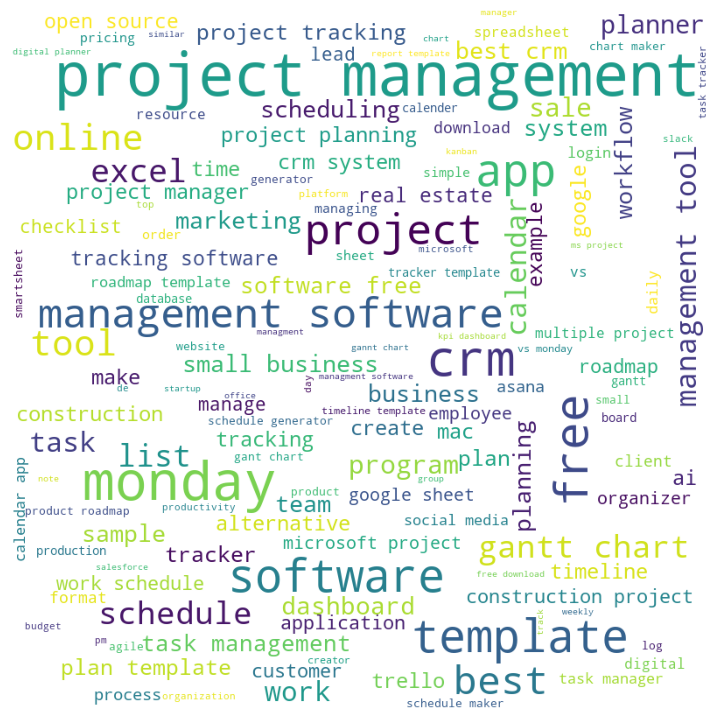 manager
open source
chart
planner
pricing
similar
project tracking
spreadsheet
digital planner
lead
report template
best crm
chart maker
task tracker
project management
resource
scheduling
calender
sale
online
project planning
download
system
workflow
slack
excel
time
crm system
kanban
simple
app
login
google
management tool
project manager
generator
platform
real estate
top
managing
checklist
order
marketing
project
calendar
example
tracking software
sheet
microsoft
ms project
smartsheet
roadmap template
software free
tracker template
vs
daily
database
management software
managment
gannt chart
kpi dashboard
multiple project
tool
website
vs monday
crm
small business
roadmap
gantt
make
de
startup
office
day
managment software
business
asana
free
small
construction
manage
timeline template
employee
board
task
list
schedule generator
create
mac
planning
tracking
gant chart
program
plan
client
ai
monday
note
group
organizer
calendar app
product roadmap
productivity
team
product
google sheet
sample
alternative
social media
production
tracker
microsoft project
gantt chart
salesforce
software
free download
timeline
work schedule
format
dashboard
construction project
schedule
application
template
track
weekly
budget
pm
agile
task management
log
plan template
customer
creator
trello
best
digital
task manager
process
organization
work
schedule maker